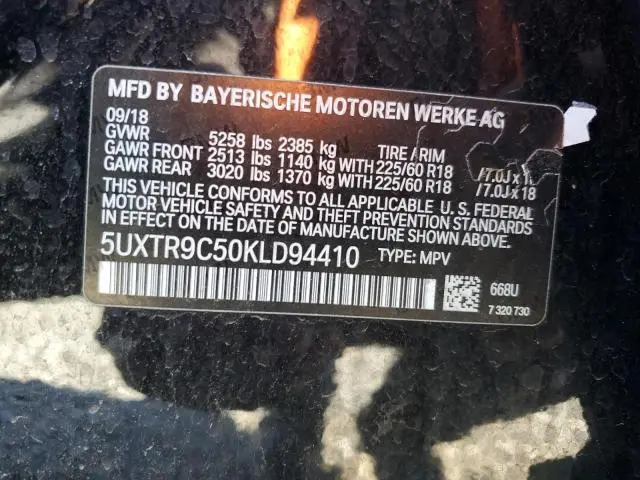 MFD BY BAYERISCHE MOTOREN WERKE AG
09/18
GVWR 5258 lbs 2385 kg TIRE / RIM
GAWR FRONT 2513 lbs 1140 kg WITH 225/60 R18 /7.0J x 1
GAWR REAR 3020 lbs 1370 kg WITH 225/60 R18 /7.0J x 18
THIS VEHICLE CONFORMS TO ALL APPLICABLE U. S. FEDERAL
MOTOR VEHICLE SAFETY AND THEFT PREVENTION STANDARDS
IN EFFECT ON THE DATE OF MANUFACTURE SHOWN ABOVE.
5UXTR9C50KLD94410 TYPE: MPV
668U
7 320 730